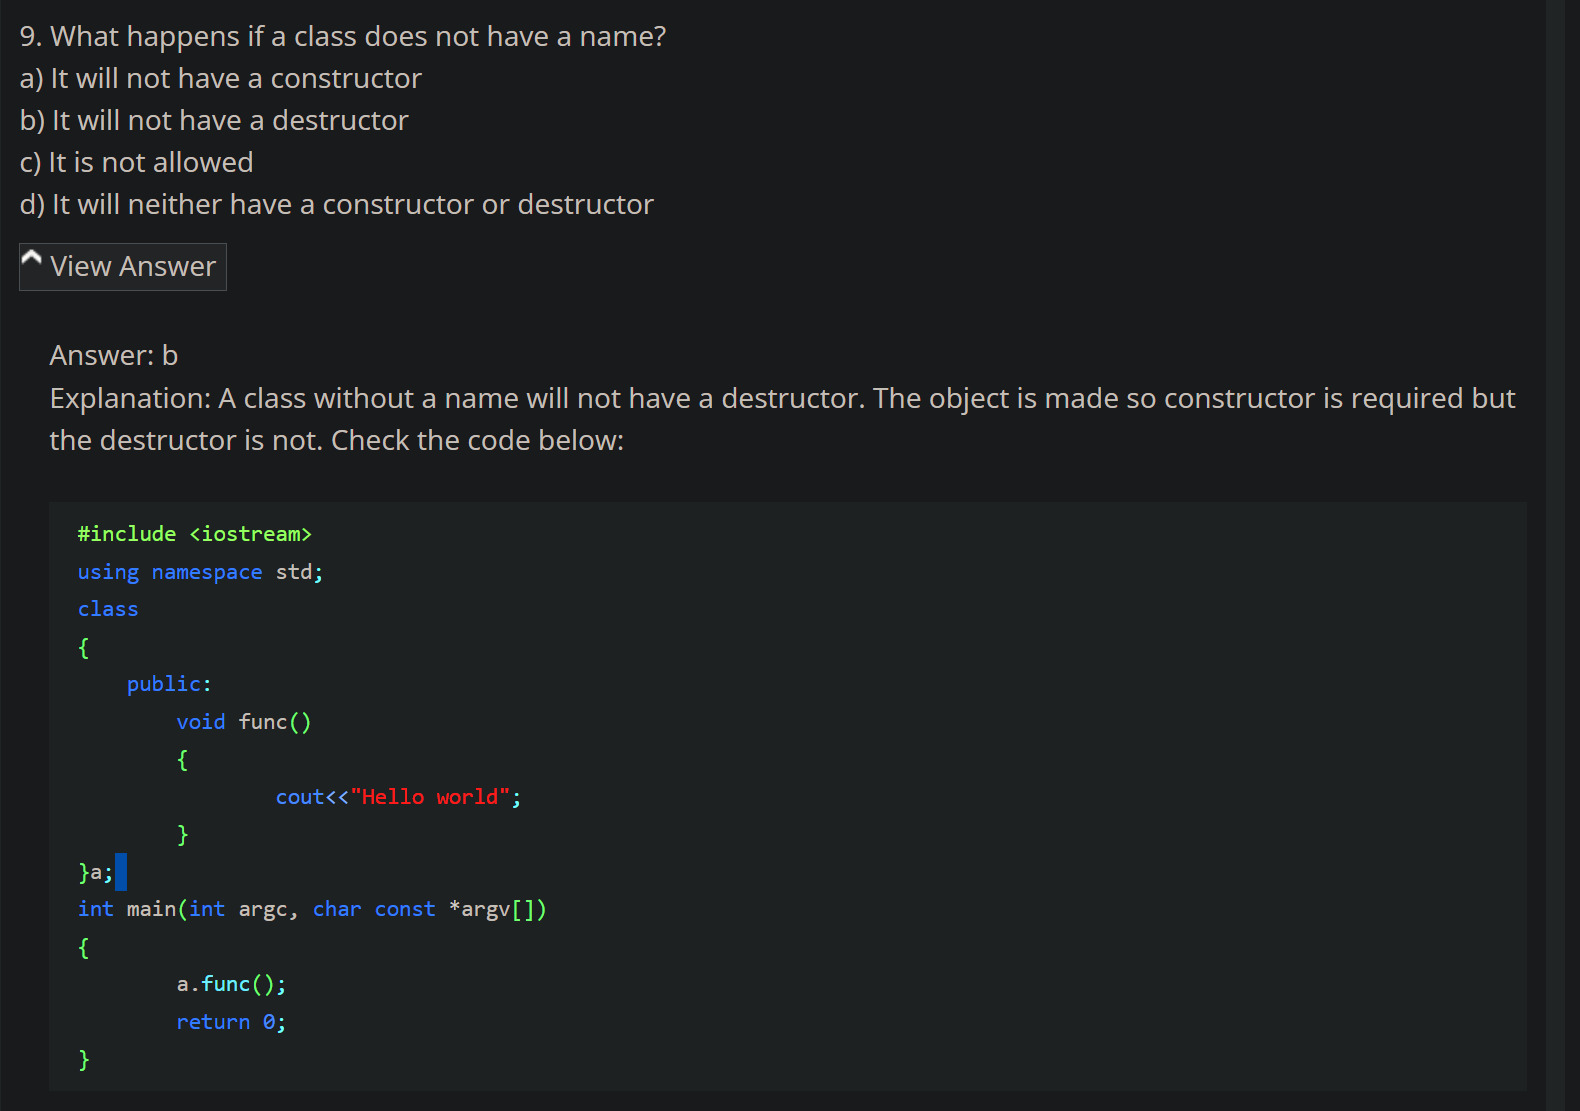 9. What happens if a class does not have a name?
a) It will not have a constructor
b) It will not have a destructor
c) It is not allowed
d) It will neither have a constructor or destructor
View Answer
Answer: b
Explanation: A class without a name will not have a destructor. The object is made so constructor is required but
the destructor is not. Check the code below:
#include <iostream>
using namespace std;
class
{
    public:
        void func()
        {
                cout<<"Hello world";
        }
}a;
int main(int argc, char const *argv[])
{
        a.func();
        return 0;
}